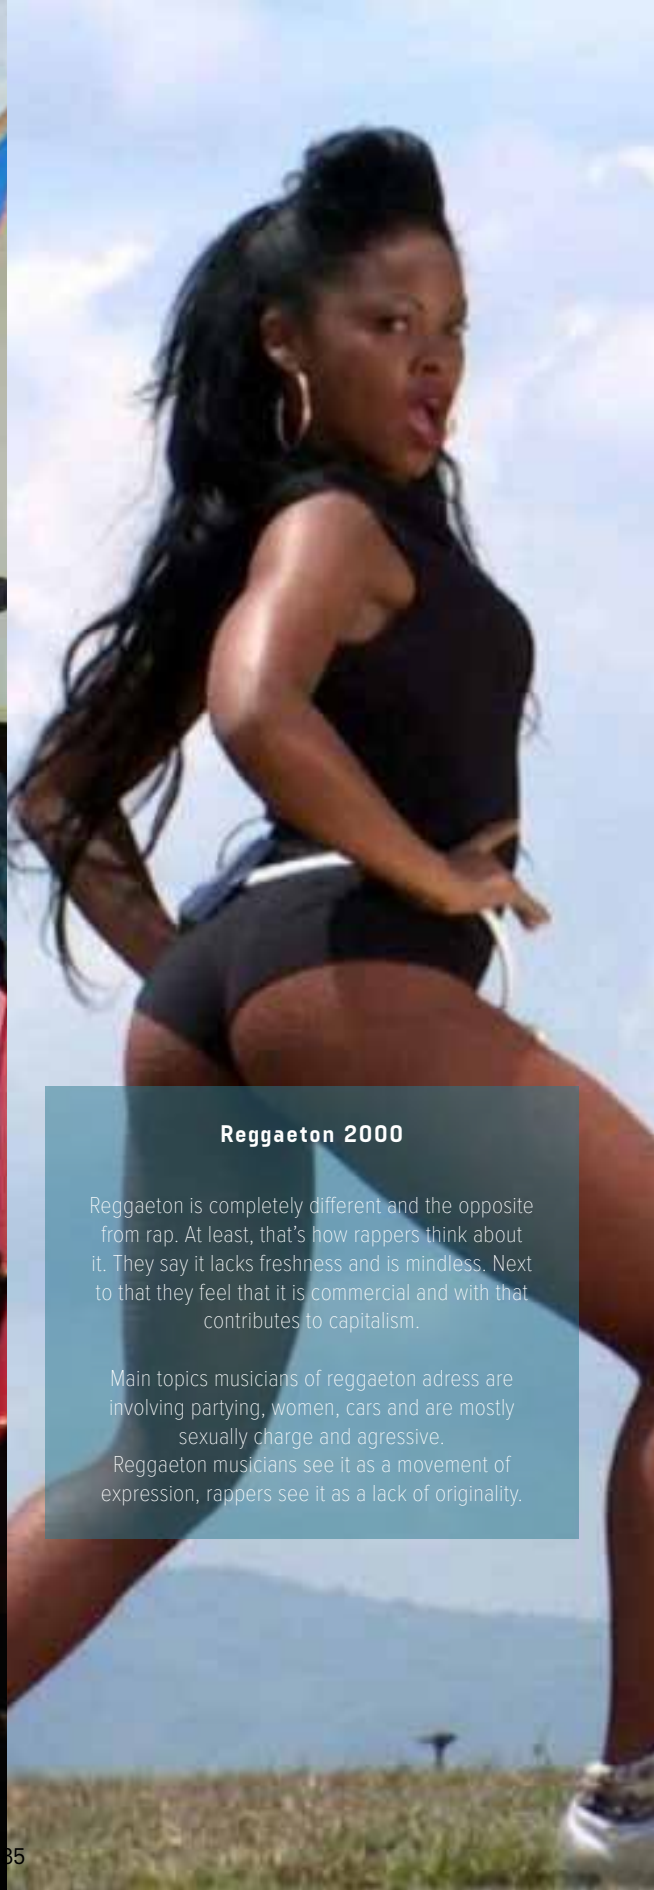 Reggaeton 2000
Reggaeton is completely different and the opposite
from rap. At least, that's how rappers think about
it. They say it lacks freshness and is mindless. Next
to that they feel that it is commercial and with that
contributes to capitalism.
Main topics musicians of reggaeton adress are
involving partying, women, cars and are mostly
sexually charge and agressive.
Reggaeton musicians see it as a movement of
expression, rappers see it as a lack of originality.
35